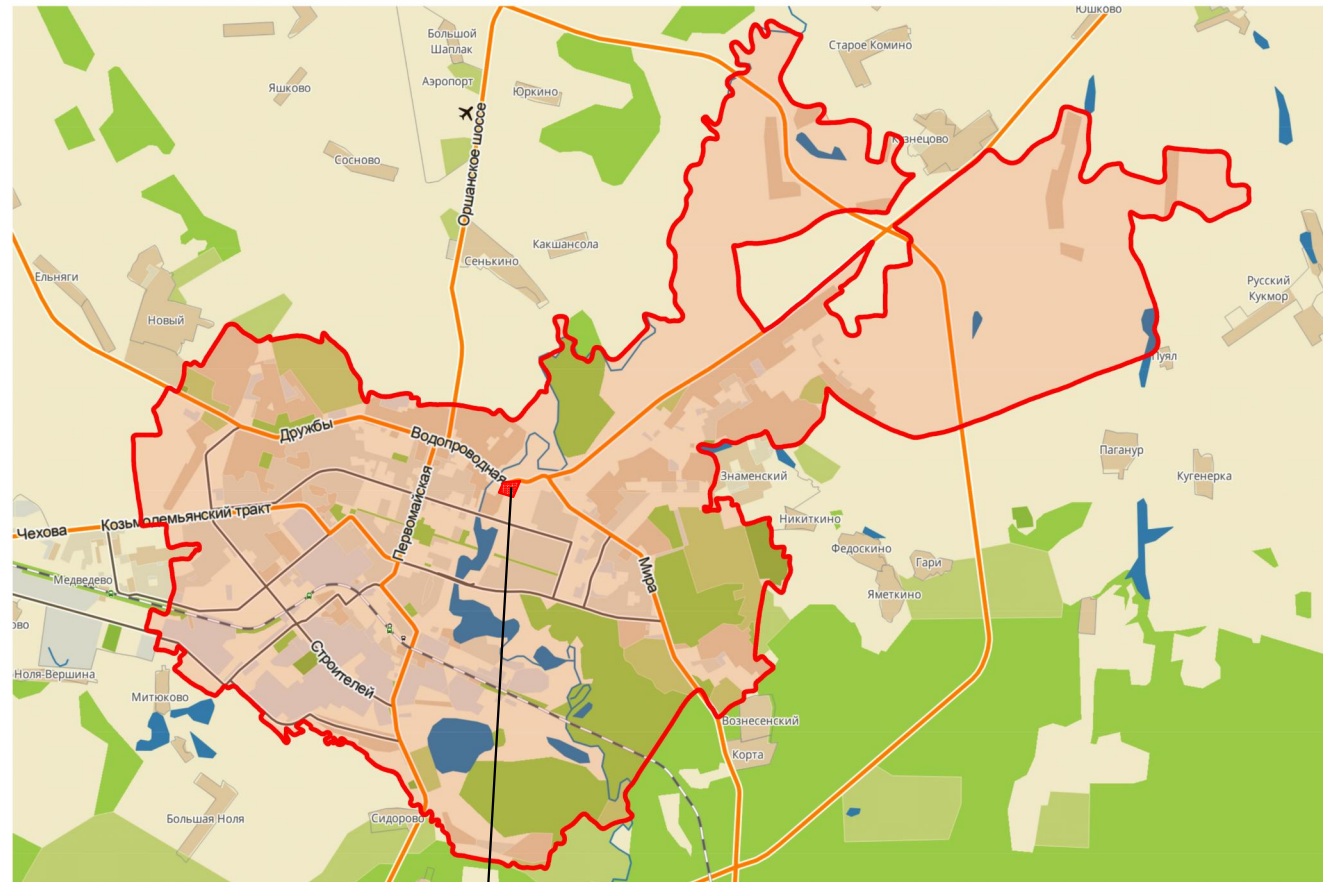 Юшково
Большой
Шаплак
Старое Комино
Аэропорт
Яшково
Юркино
Оршанское шоссе
Кузнецово
Сосново
Какшансола
Сенькино
Ельняги
Русский
Кукмор
Новый
Пуял
Дружбы
Водопроводная
Паганур
Знаменский
Кугенерка
Первомайская
Козьмодемьянский тракт
Никиткино
Чехова
Федоскино
Гари
Мира
Медведево
Яметкино
ово
Строителей
Ноля-Вершина
Митюково
Вознесенский
Корта
Большая Ноля
Сидорово